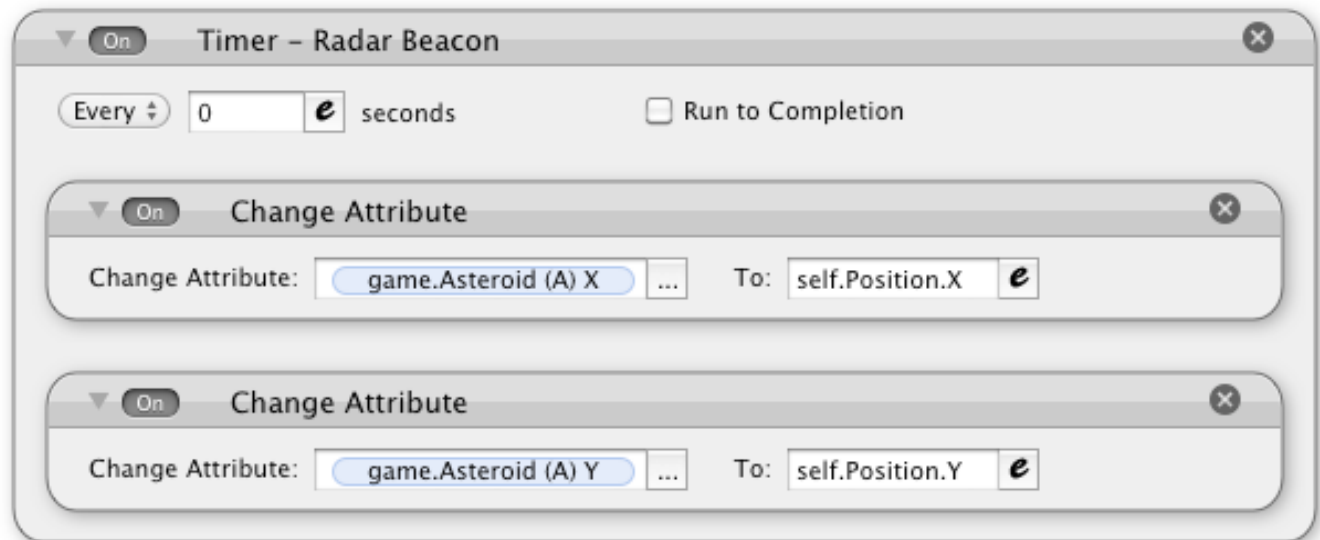 On Timer – Radar Beacon
Every 0 e seconds Run to Completion
On Change Attribute
Change Attribute: game.Asteroid (A) X ... To: self.Position.X e
On Change Attribute
Change Attribute: game.Asteroid (A) Y ... To: self.Position.Y e